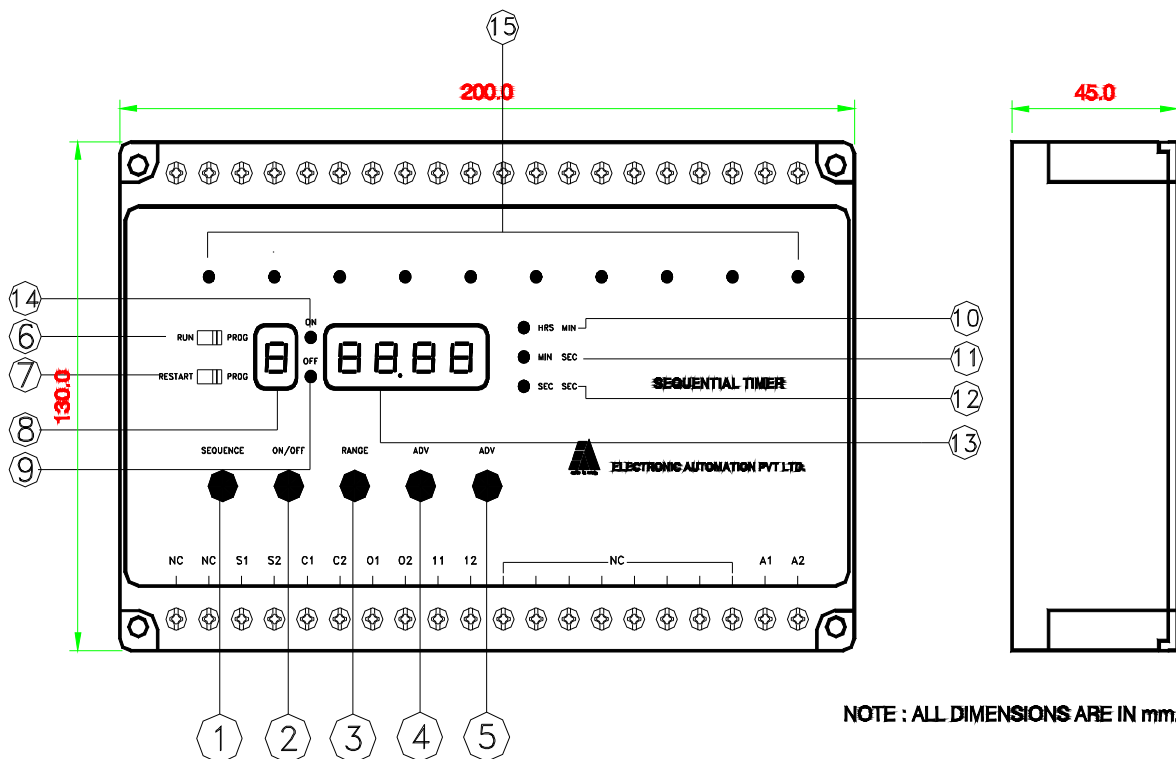 15
200.0
45.0
14
ON
HRS MIN
10
6
RUN PROG
8
88.88
MIN SEC
11
OFF
7
RESTART PROG
SEC SEC
12
SEQUENTIAL TIMER
130.0
8
13
9
SEQUENCE ON/OFF RANGE ADV ADV
ELECTRONIC AUTOMATION PVT LTD.
NC NC S1 S2 C1 C2 O1 O2 11 12 NC A1 A2
1 2 3 4 5
NOTE : ALL DIMENSIONS ARE IN mm.